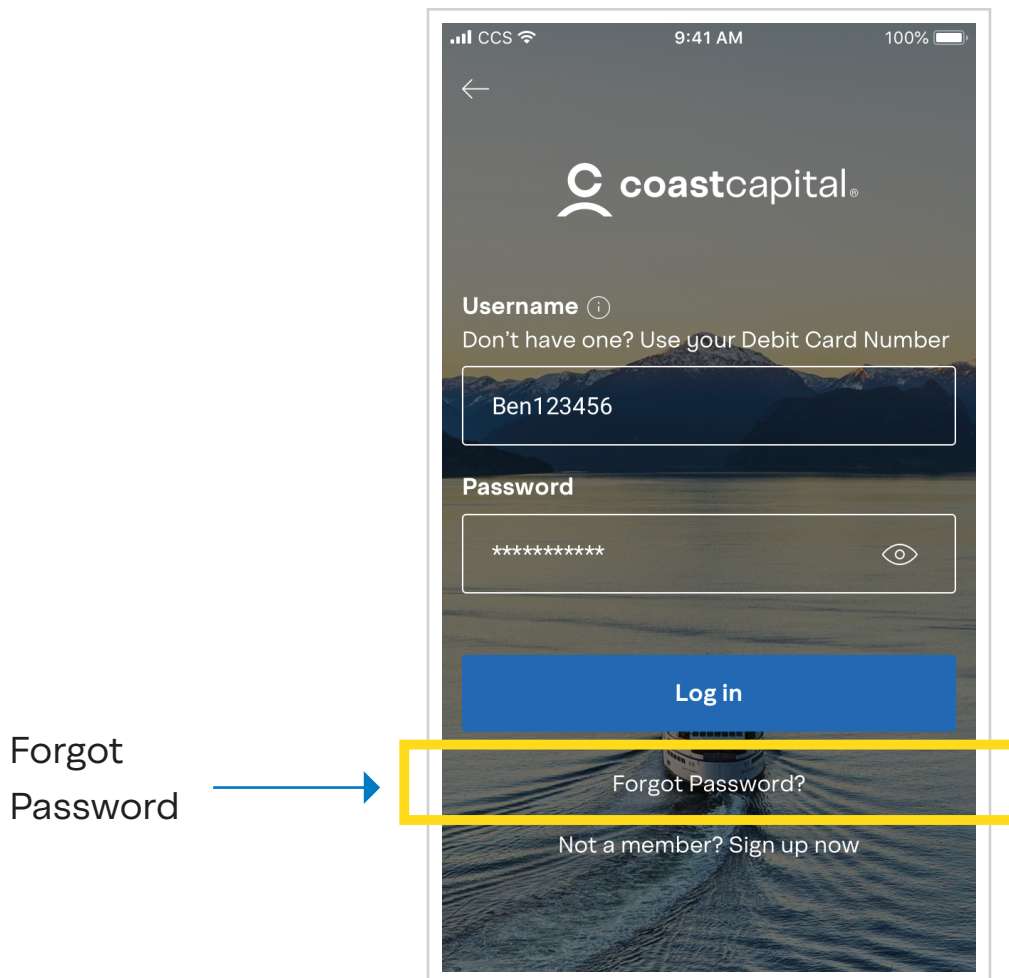 CCS 9:41 AM 100%
coastcapital®
Username
Don't have one? Use your Debit Card Number
Ben123456
Password
***********
Log in
Forgot
Password
Forgot Password?
Not a member? Sign up now